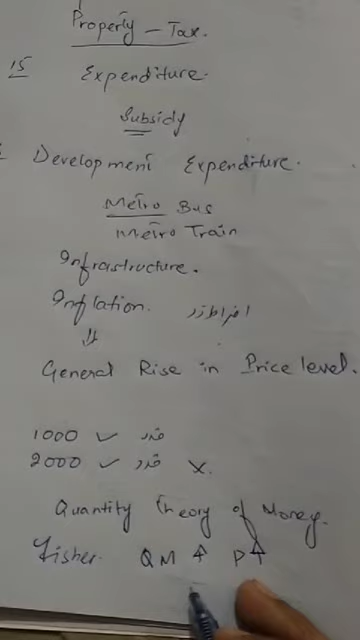 Property - Tax.
15 Expenditure.
Subsidy
Development Expenditure.
Metro Bus
Metro Train
Infrastructure.
Inflation. افراط زر
⇓
General Rise in Price level.
1000 ✓ قدر
2000 ✓ قدر X.
Quantity Theory of Money.
Fisher. QM ↑ P↑